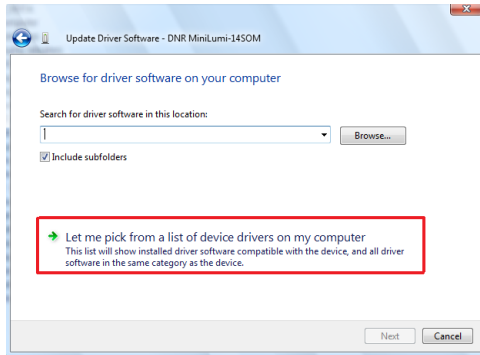 Update Driver Software - DNR MiniLumi-14SOM
Browse for driver software on your computer
Search for driver software in this location:
Browse...
Include subfolders
Let me pick from a list of device drivers on my computer
This list will show installed driver software compatible with the device, and all driver
software in the same category as the device.
Next Cancel